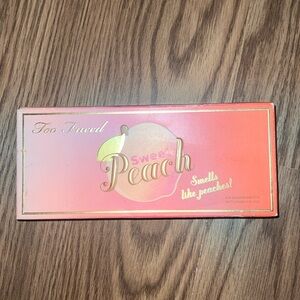 Too Faced
Sweet
Peach
Smells
like peaches!